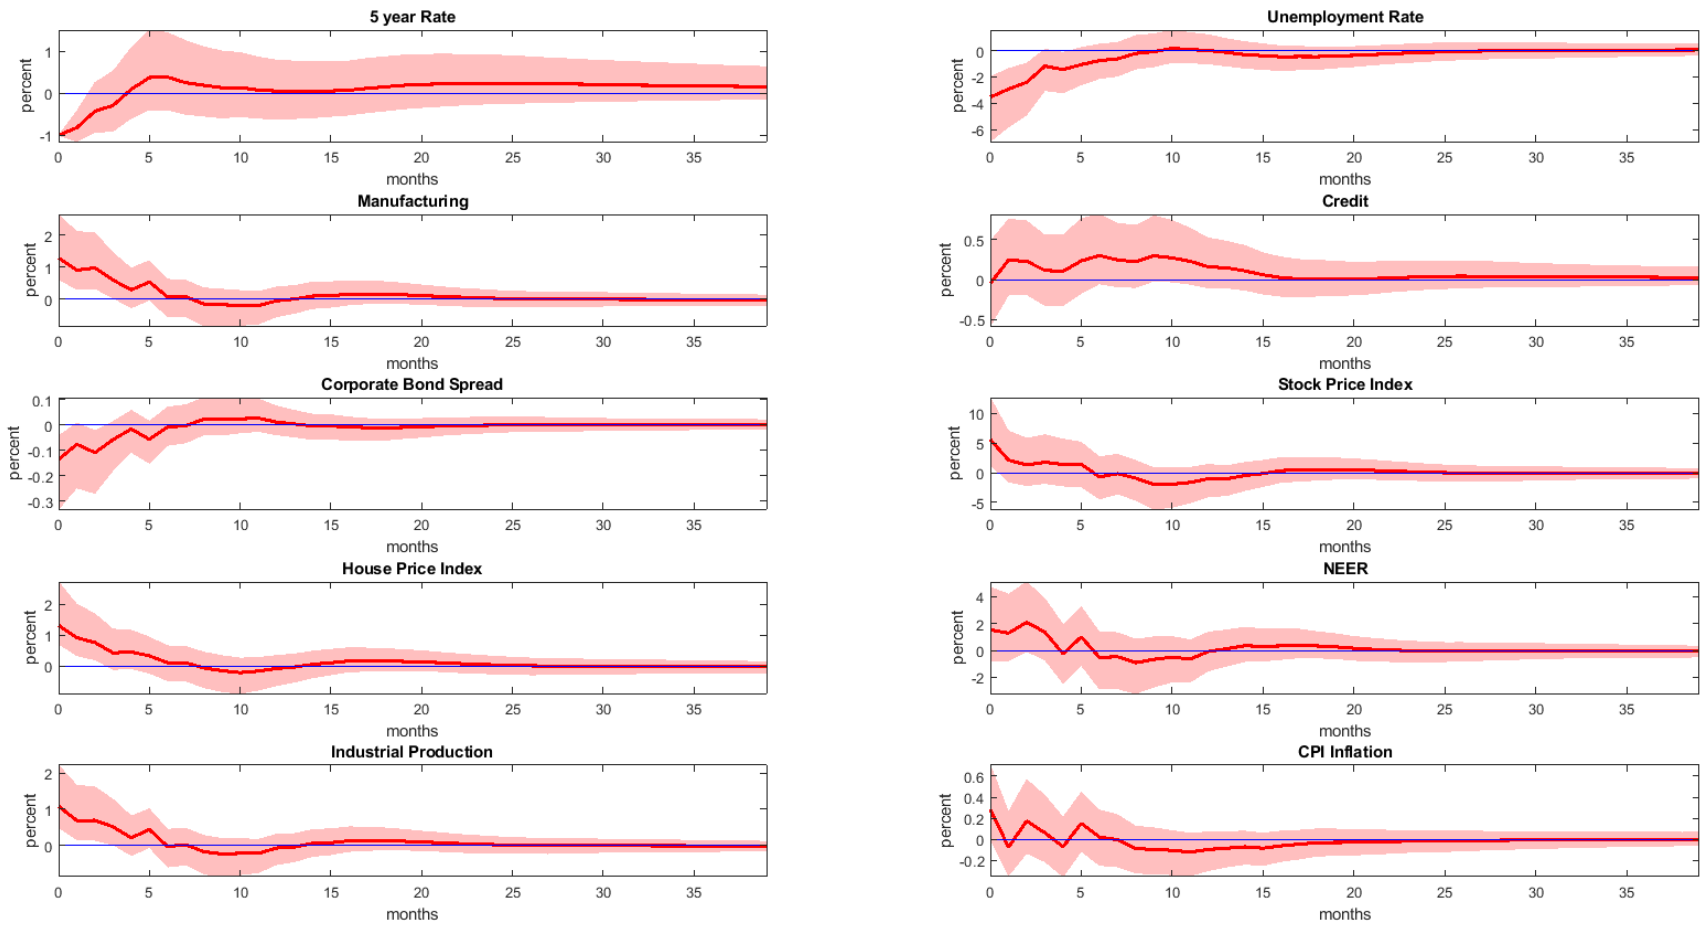 5 year Rate
percent
1
0
-1
0 5 10 15 20 25 30 35
months
Unemployment Rate
percent
0
-2
-4
-6
0 5 10 15 20 25 30 35
months
Manufacturing
percent
2
1
0
0 5 10 15 20 25 30 35
months
Credit
percent
0.5
0
-0.5
0 5 10 15 20 25 30 35
months
Corporate Bond Spread
percent
0.1
0
-0.1
-0.2
-0.3
0 5 10 15 20 25 30 35
months
Stock Price Index
percent
10
5
0
-5
0 5 10 15 20 25 30 35
months
House Price Index
percent
2
1
0
0 5 10 15 20 25 30 35
months
NEER
percent
4
2
0
-2
0 5 10 15 20 25 30 35
months
Industrial Production
percent
2
1
0
0 5 10 15 20 25 30 35
months
CPI Inflation
percent
0.6
0.4
0.2
0
-0.2
0 5 10 15 20 25 30 35
months